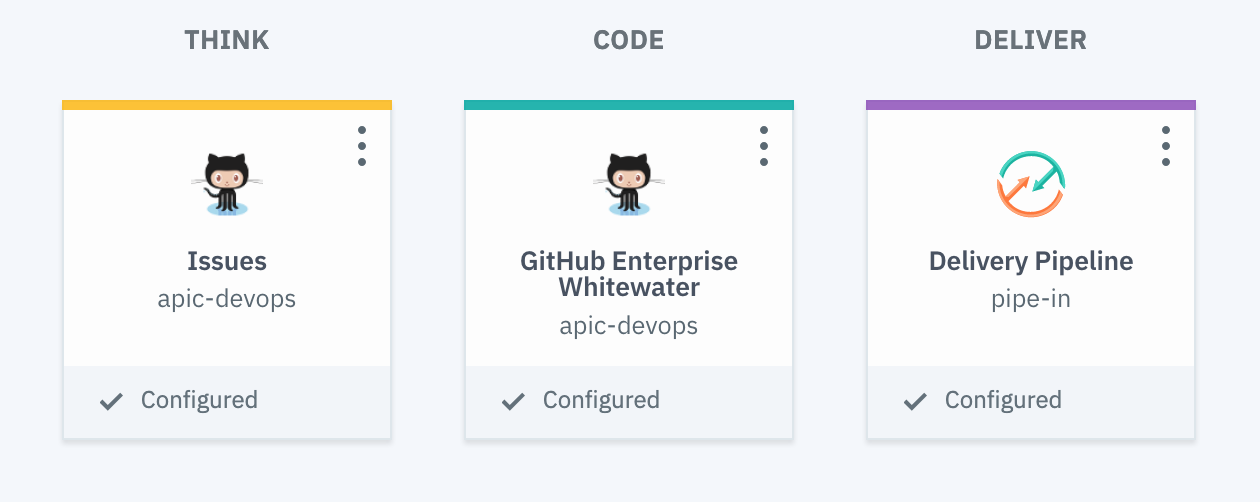 THINK
CODE
DELIVER
Issues
apic-devops
Configured
GitHub Enterprise
Whitewater
apic-devops
Configured
Delivery Pipeline
pipe-in
Configured